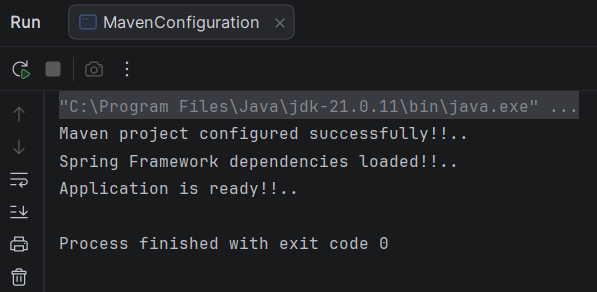 Run
MavenConfiguration
"C:\Program Files\Java\jdk-21.0.11\bin\java.exe" ...
Maven project configured successfully!!..
Spring Framework dependencies loaded!!..
Application is ready!!..
Process finished with exit code 0